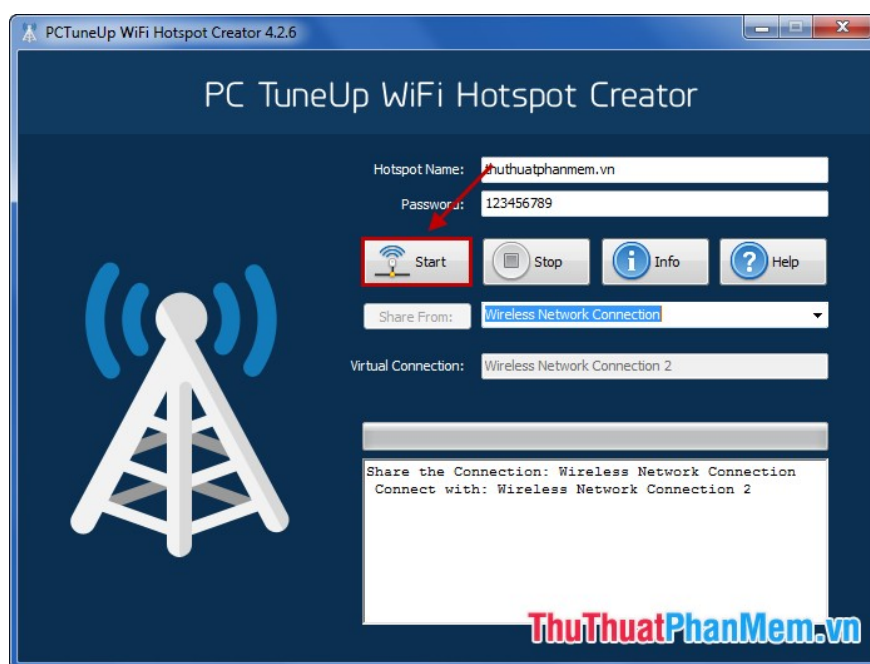 PCTuneUp WiFi Hotspot Creator 4.2.6
PC TuneUp WiFi Hotspot Creator
Hotspot Name: thuthuatphanmem.vn
Password: 123456789
Start Stop Info Help
Share From: Wireless Network Connection
Virtual Connection: Wireless Network Connection 2
Share the Connection: Wireless Network Connection
Connect with: Wireless Network Connection 2
ThuThuatPhanMem.vn